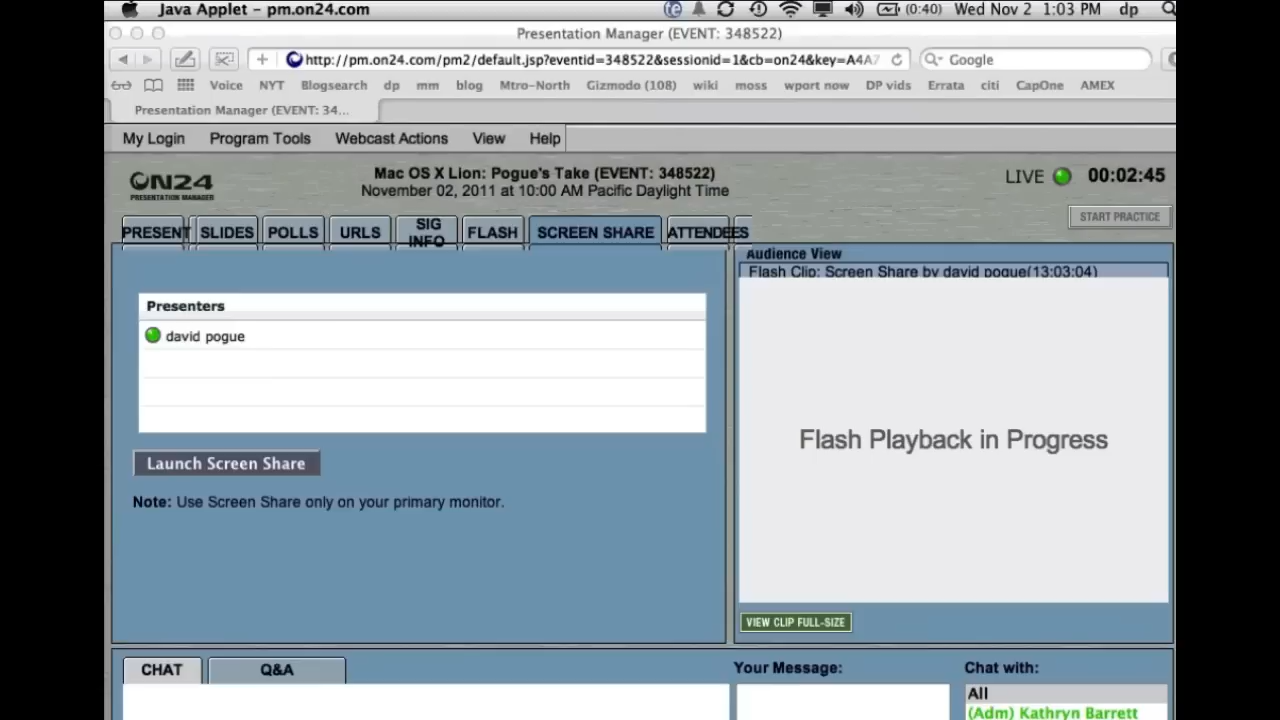 Java Applet - pm.on24.com
(0:40) Wed Nov 2 1:03 PM dp
Presentation Manager (EVENT: 348522)
http://pm.on24.com/pm2/default.jsp?eventid=348522&sessionid=1&cb=on24&key=A4A7
Google
Voice NYT Blogsearch dp mm blog Mtro-North Gizmodo (108) wiki moss wport now DP vids Errata citi CapOne AMEX
Presentation Manager (EVENT: 34...
My Login Program Tools Webcast Actions View Help
ON24
PRESENTATION MANAGER
Mac OS X Lion: Pogue's Take (EVENT: 348522)
November 02, 2011 at 10:00 AM Pacific Daylight Time
LIVE 00:02:45
START PRACTICE
PRESENT SLIDES POLLS URLS SIG INFO FLASH SCREEN SHARE ATTENDEES
Audience View
Flash Clip: Screen Share by david pogue(13:03:04)
Presenters
david pogue
Flash Playback in Progress
Launch Screen Share
Note: Use Screen Share only on your primary monitor.
VIEW CLIP FULL-SIZE
CHAT Q&A
Your Message:
Chat with:
All
(Adm) Kathryn Barrett